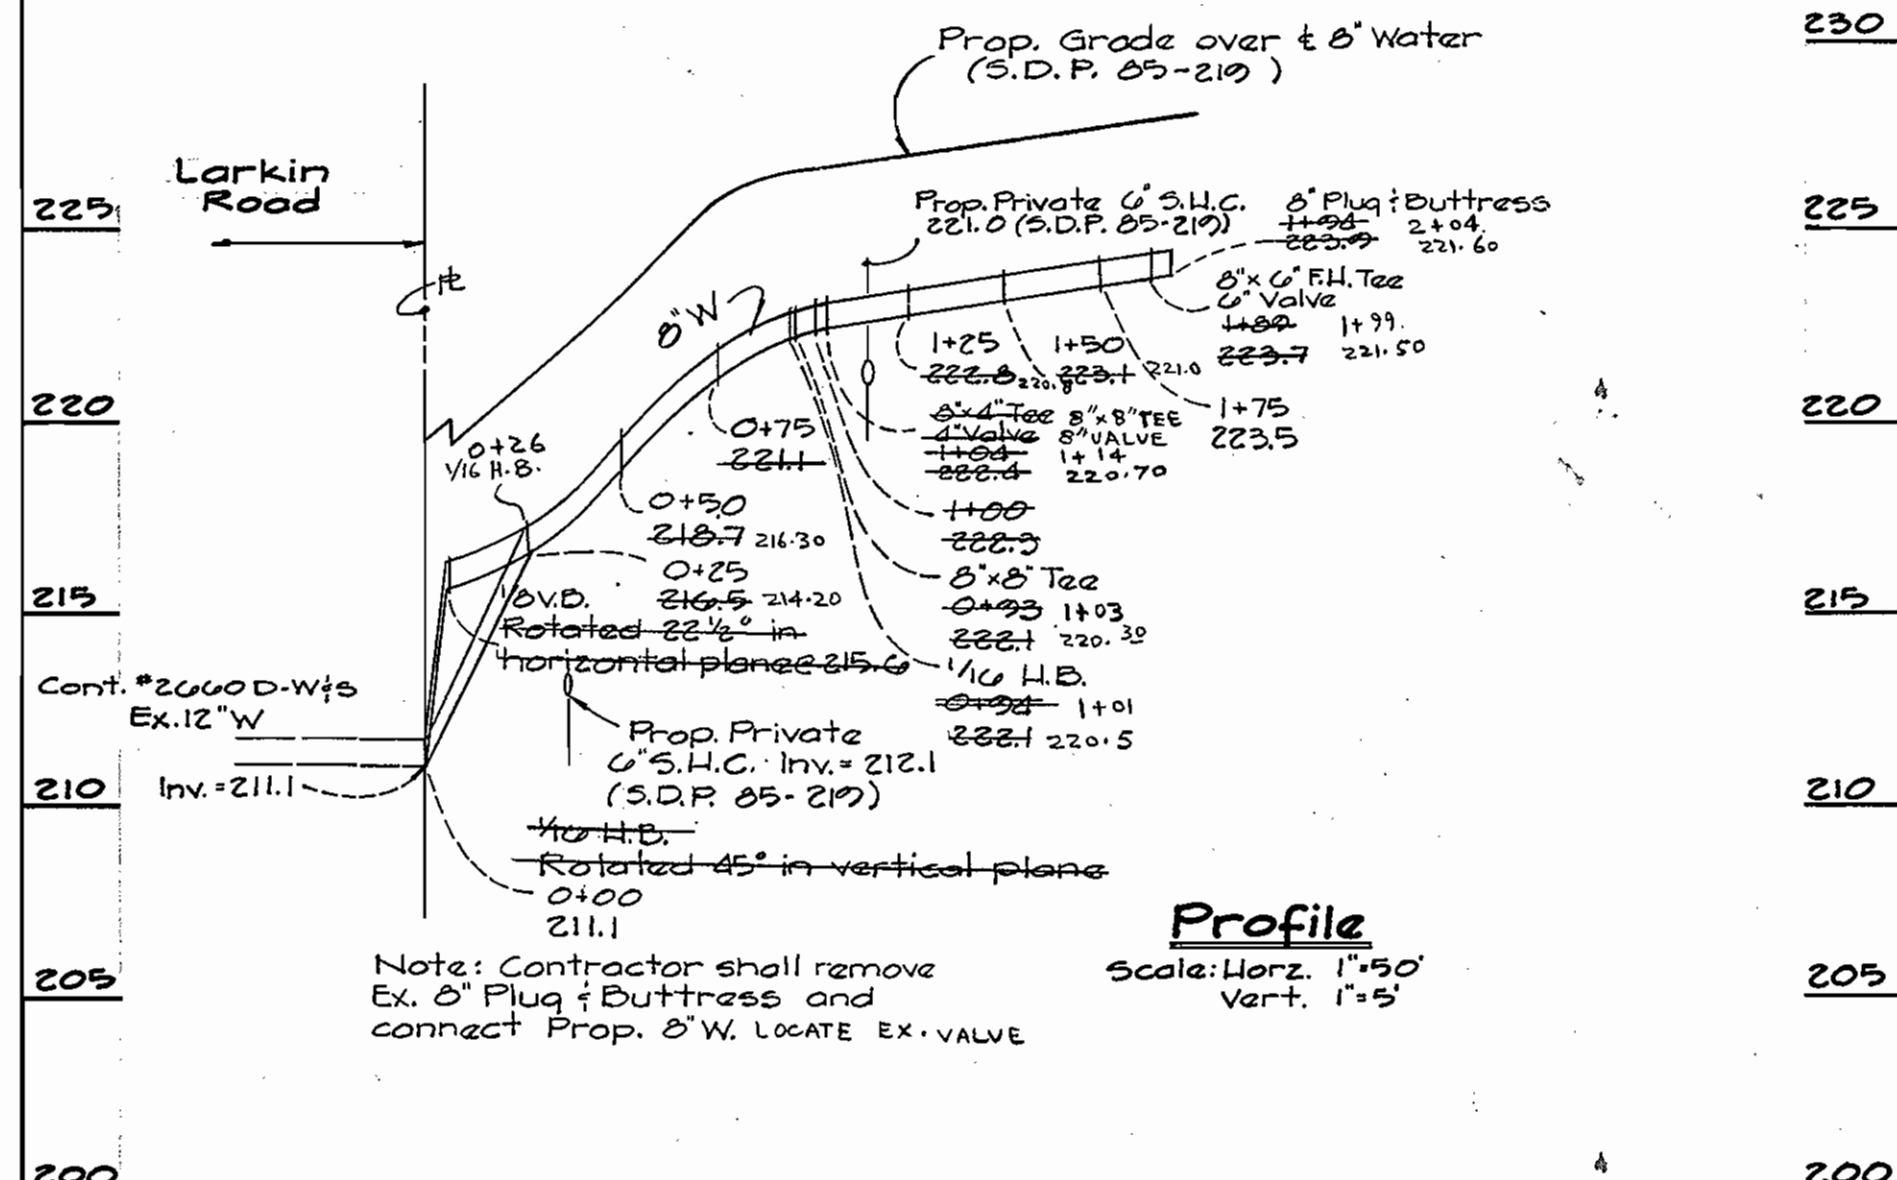 230
Prop. Grade over ℄ 8" Water
(S.D.P. 85-219)
Larkin
Road
225
225
Prop. Private 6" S.H.C.
221.0 (S.D.P. 85-219)
8" Plug & Buttress
1+94 2+04.
223.9 221.60
8"x 6" F.H. Tee
6" Valve
1+89 1+99.
223.7 221.50
℄
8"W
1+25
222.8 220.8
1+50
223.1 221.0
1+75
223.5
220
220
0+26
1/16 H.B.
0+75
221.1
8"x4" Tee 8"x8" TEE
4" Valve 8" VALVE
1+04 1+14
222.4 220.70
0+50
218.7 216.30
1+00
222.3
0+25
216.5 214.20
8"x8" Tee
0+93 1+03
222.1 220.30
215
215
1/8 V.B.
Rotated 22 1/2° in
horizontal plane 215.6
1/16 H.B.
0+94 1+01
222.1 220.5
Cont. #2660 D-W&S
Ex. 12"W
Prop. Private
6" S.H.C. Inv.= 212.1
(S.D.P. 85-219)
Inv.=211.1
210
210
1/16 H.B.
Rotated 45° in vertical plane
0+00
211.1
Profile
Scale: Horz. 1"=50'
Vert. 1"=5'
Note: Contractor shall remove
Ex. 8" Plug & Buttress and
connect Prop. 8"W. LOCATE EX. VALVE
205
205
200
200